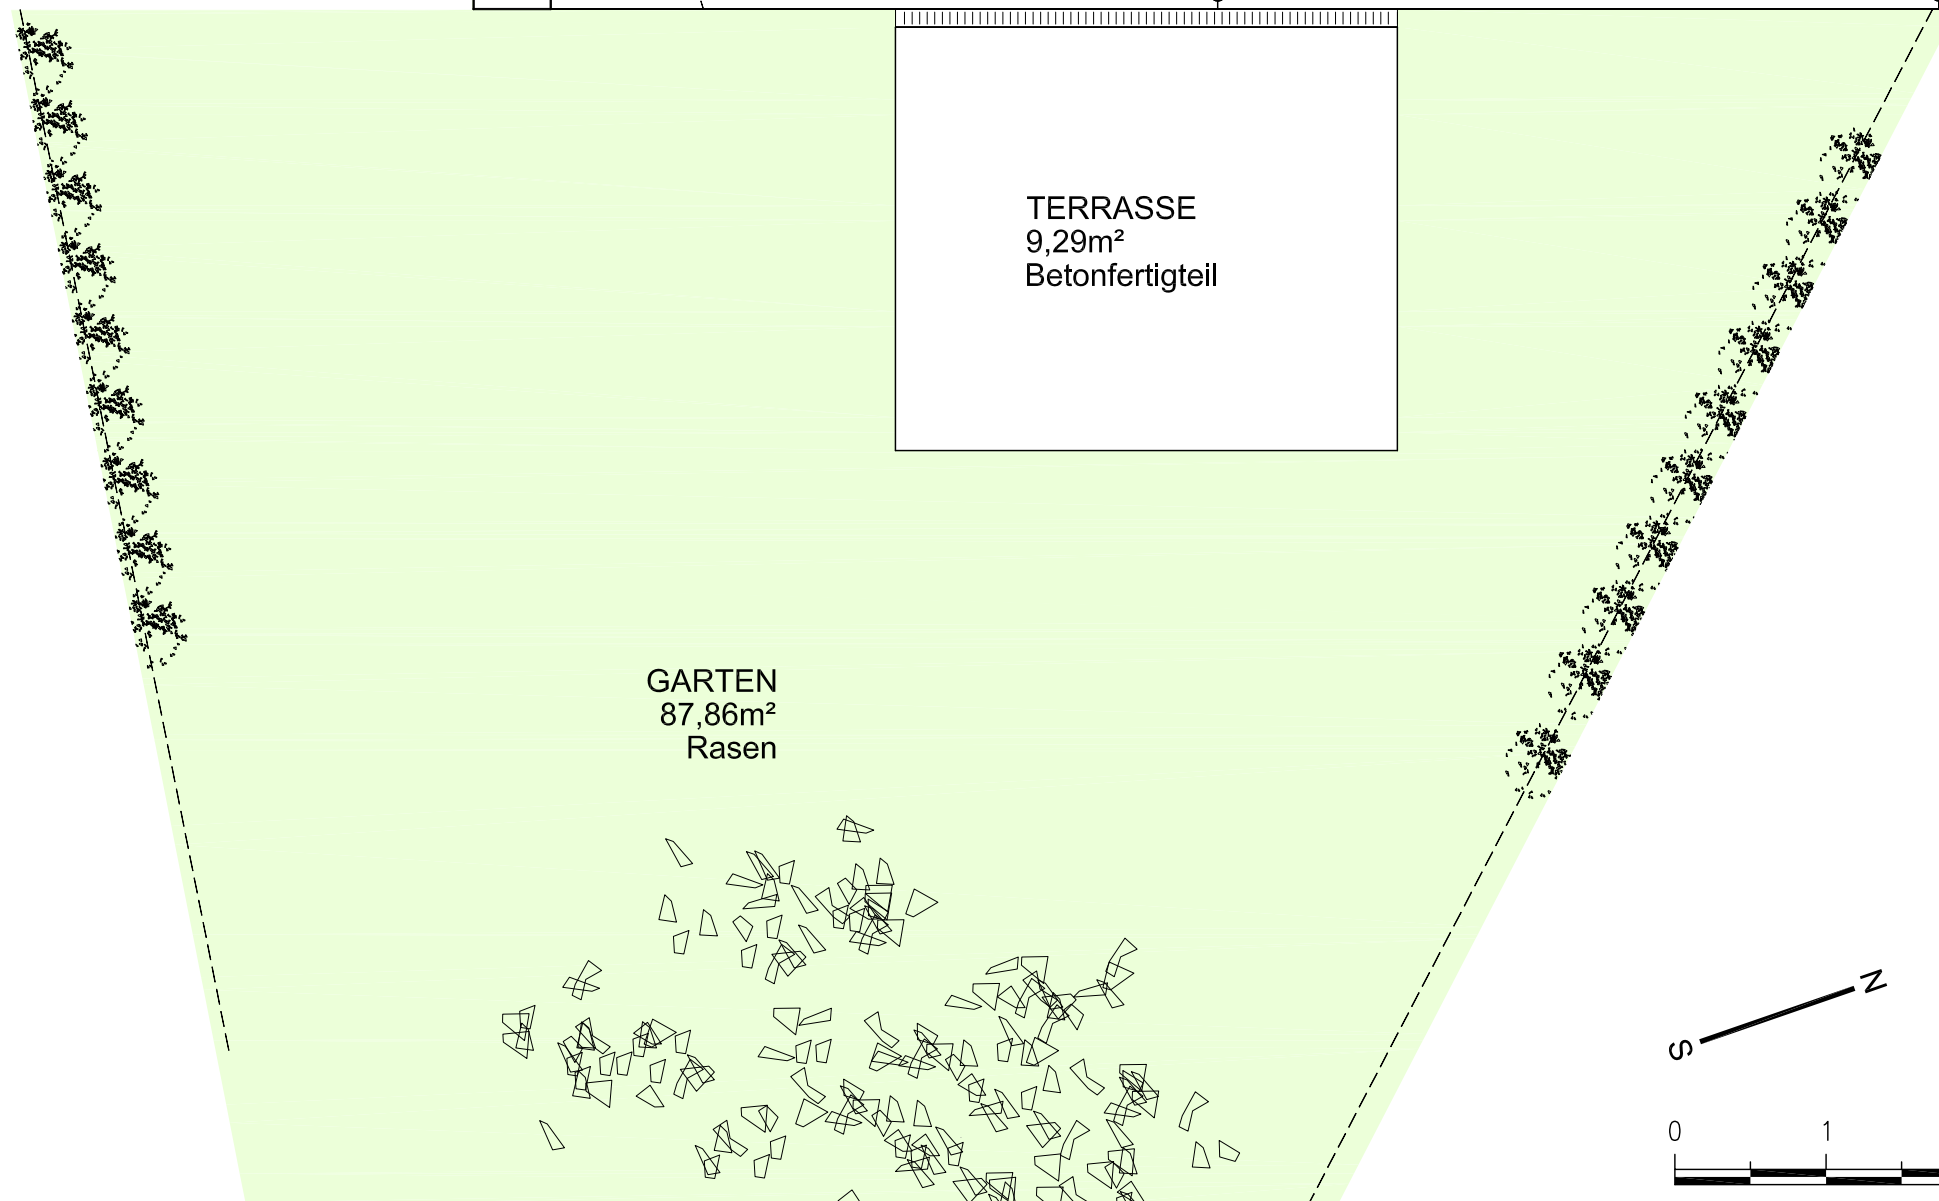 TERRASSE
9,29m²
Betonfertigteil
GARTEN
87,86m²
Rasen
N
S
0 1